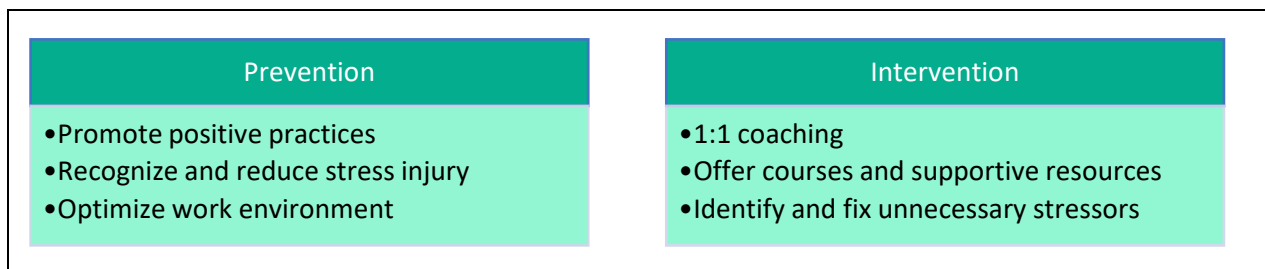 Prevention
•Promote positive practices
•Recognize and reduce stress injury
•Optimize work environment
Intervention
•1:1 coaching
•Offer courses and supportive resources
•Identify and fix unnecessary stressors